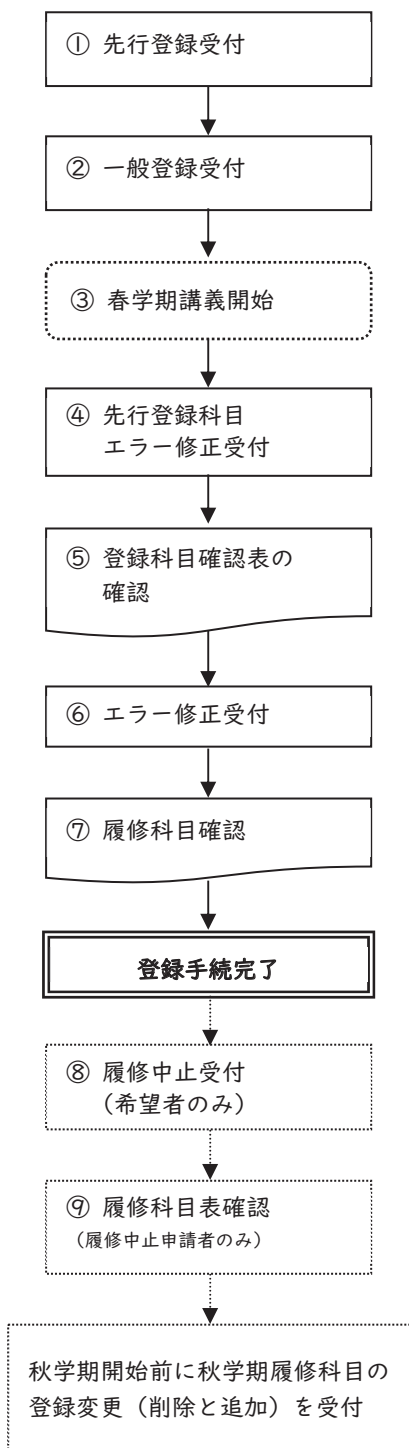 ① 先行登録受付
② 一般登録受付
③ 春学期講義開始
④ 先行登録科目
エラー修正受付
⑤ 登録科目確認表の
確認
⑥ エラー修正受付
⑦ 履修科目確認
登録手続完了
⑧ 履修中止受付
(希望者のみ)
⑨ 履修科目表確認
(履修中止申請者のみ)
秋学期開始前に秋学期履修科目の
登録変更(削除と追加)を受付